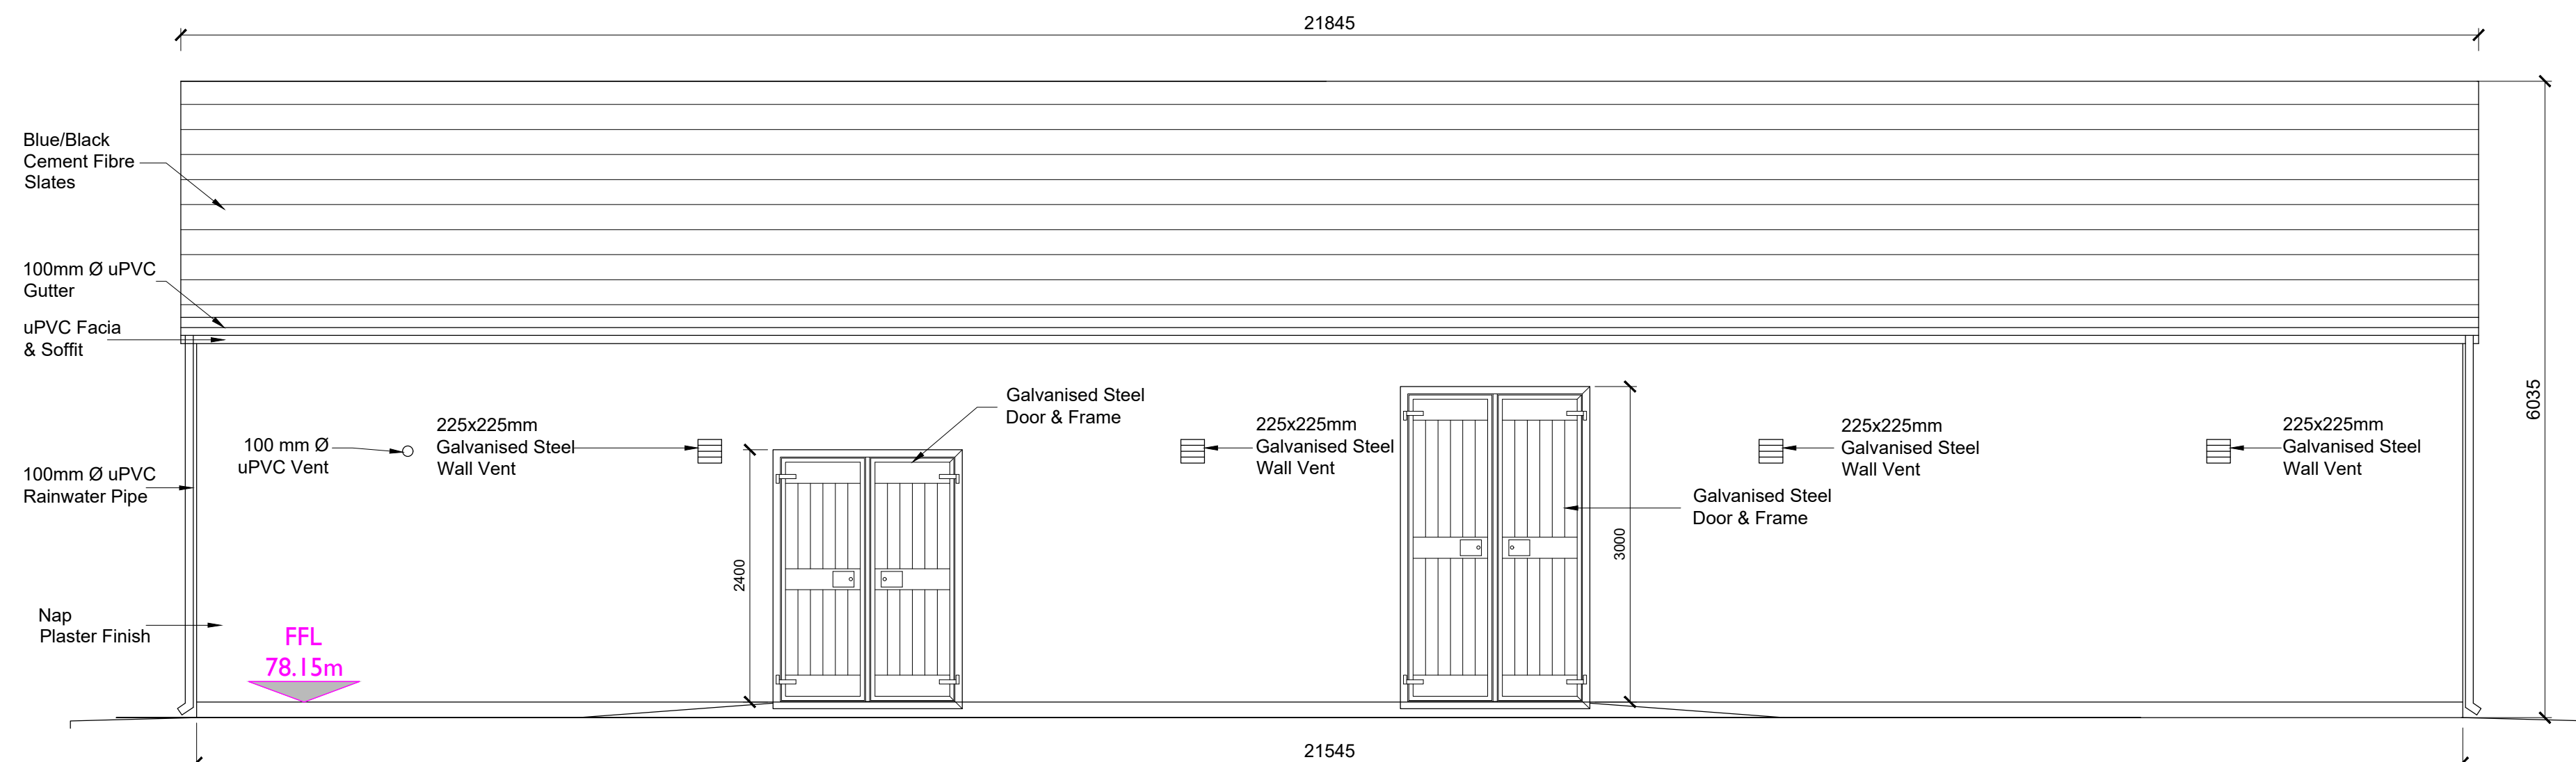 21845
Blue/Black
Cement Fibre
Slates
100mm Ø uPVC
Gutter
uPVC Facia
& Soffit
100mm Ø uPVC
Rainwater Pipe
Nap
Plaster Finish
FFL
78.15m
100 mm Ø
uPVC Vent
225x225mm
Galvanised Steel
Wall Vent
2400
Galvanised Steel
Door & Frame
225x225mm
Galvanised Steel
Wall Vent
3000
Galvanised Steel
Door & Frame
225x225mm
Galvanised Steel
Wall Vent
225x225mm
Galvanised Steel
Wall Vent
6035
21545